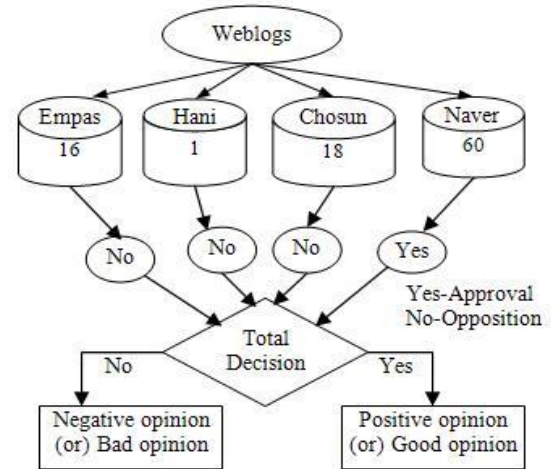 Weblogs
Empas
16
Hani
1
Chosun
18
Naver
60
No
No
No
Yes
Yes-Approval
No-Opposition
Total
Decision
No
Yes
Negative opinion
(or) Bad opinion
Positive opinion
(or) Good opinion